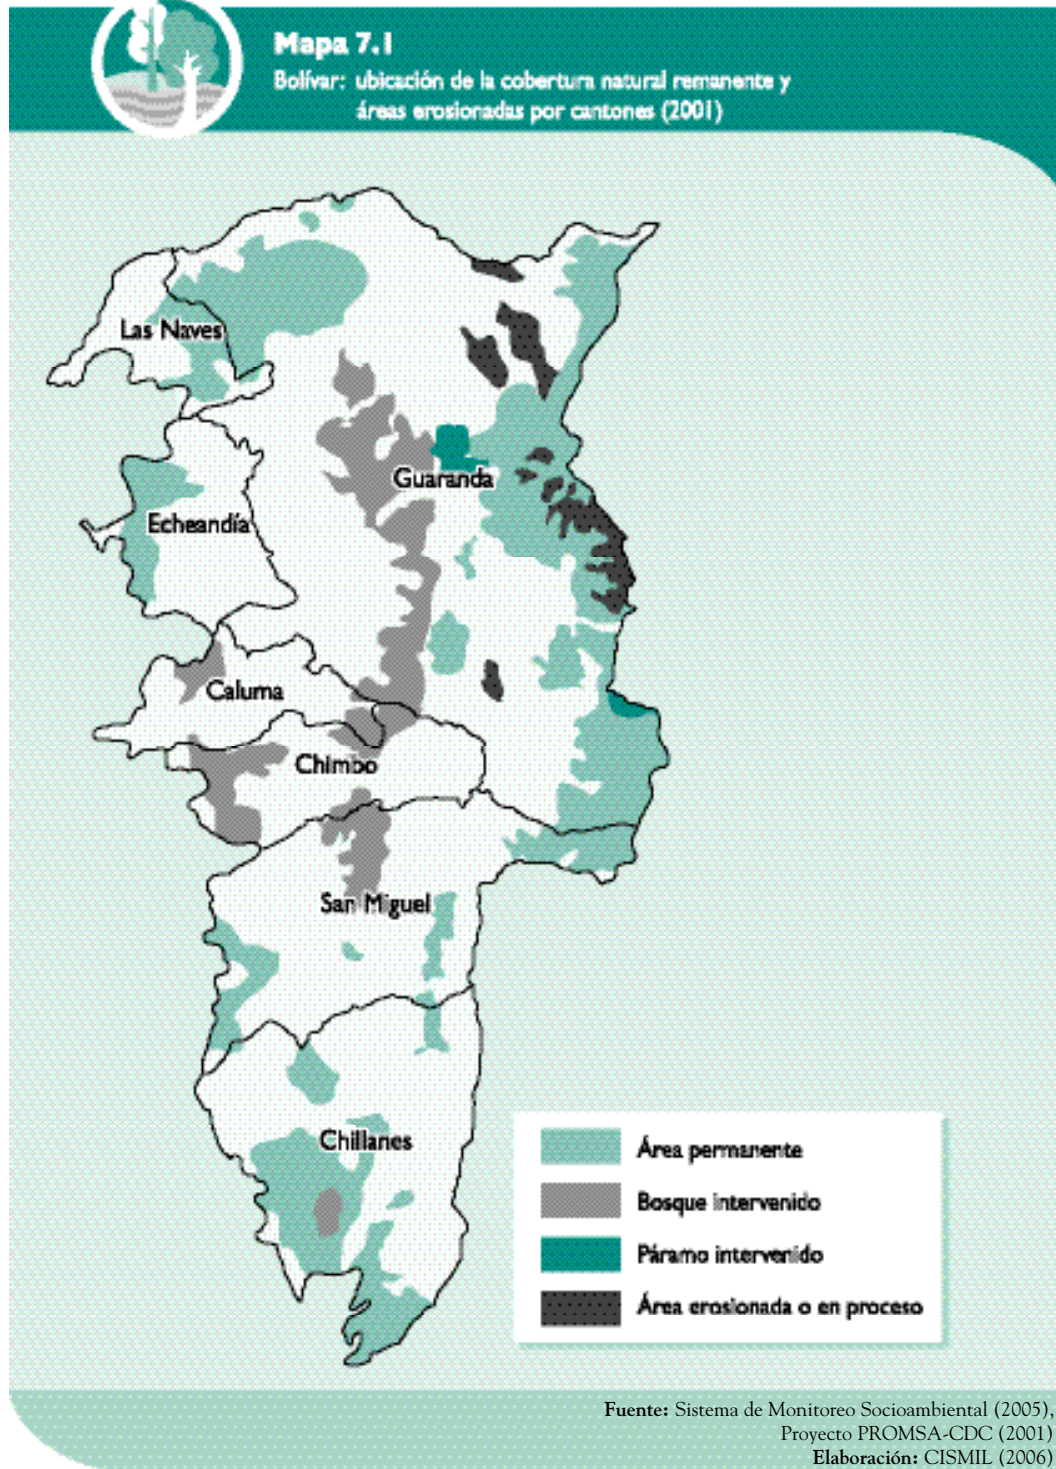 Mapa 7.1
Bolívar: ubicación de la cobertura natural remanente y
áreas erosionadas por cantones (2001)
Las Naves
Guaranda
Echeandía
Caluma
Chimbo
San Miguel
Chillanes
Área permanente
Bosque intervenido
Páramo intervenido
Área erosionada o en proceso
Fuente: Sistema de Monitoreo Socioambiental (2005),
Proyecto PROMSA-CDC (2001)
Elaboración: CISMIL (2006)